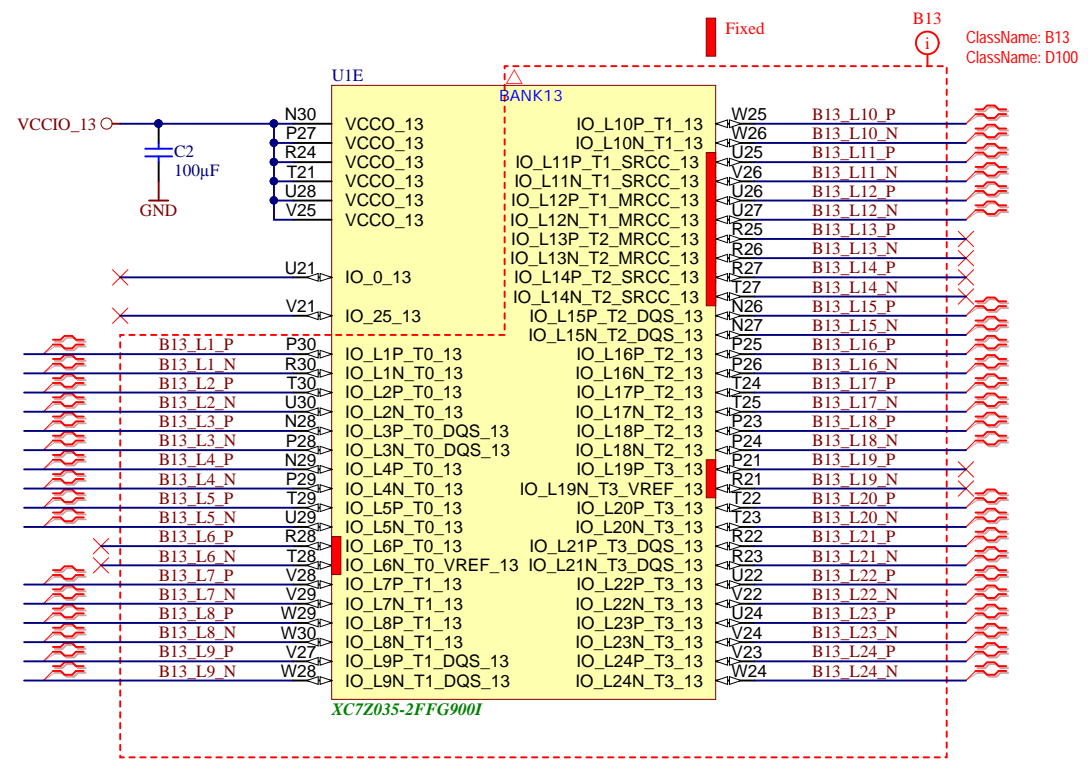 B13
Fixed
ClassName: B13
ClassName: D100
U1E
BANK13
VCCIO_13
C2
100µF
GND
N30 VCCO_13
P27 VCCO_13
R24 VCCO_13
T21 VCCO_13
U28 VCCO_13
V25 VCCO_13
U21 IO_0_13
V21 IO_25_13
B13_L1_P P30 IO_L1P_T0_13
B13_L1_N R30 IO_L1N_T0_13
B13_L2_P T30 IO_L2P_T0_13
B13_L2_N U30 IO_L2N_T0_13
B13_L3_P N28 IO_L3P_T0_DQS_13
B13_L3_N P28 IO_L3N_T0_DQS_13
B13_L4_P N29 IO_L4P_T0_13
B13_L4_N P29 IO_L4N_T0_13
B13_L5_P T29 IO_L5P_T0_13
B13_L5_N U29 IO_L5N_T0_13
B13_L6_P R28 IO_L6P_T0_13
B13_L6_N T28 IO_L6N_T0_VREF_13
B13_L7_P V28 IO_L7P_T1_13
B13_L7_N V29 IO_L7N_T1_13
B13_L8_P W29 IO_L8P_T1_13
B13_L8_N W30 IO_L8N_T1_13
B13_L9_P V27 IO_L9P_T1_DQS_13
B13_L9_N W28 IO_L9N_T1_DQS_13
IO_L10P_T1_13 W25 B13_L10_P
IO_L10N_T1_13 W26 B13_L10_N
IO_L11P_T1_SRCC_13 U25 B13_L11_P
IO_L11N_T1_SRCC_13 V26 B13_L11_N
IO_L12P_T1_MRCC_13 U26 B13_L12_P
IO_L12N_T1_MRCC_13 U27 B13_L12_N
IO_L13P_T2_MRCC_13 R25 B13_L13_P
IO_L13N_T2_MRCC_13 R26 B13_L13_N
IO_L14P_T2_SRCC_13 R27 B13_L14_P
IO_L14N_T2_SRCC_13 T27 B13_L14_N
IO_L15P_T2_DQS_13 N26 B13_L15_P
IO_L15N_T2_DQS_13 N27 B13_L15_N
IO_L16P_T2_13 P25 B13_L16_P
IO_L16N_T2_13 P26 B13_L16_N
IO_L17P_T2_13 T24 B13_L17_P
IO_L17N_T2_13 T25 B13_L17_N
IO_L18P_T2_13 P23 B13_L18_P
IO_L18N_T2_13 P24 B13_L18_N
IO_L19P_T3_13 P21 B13_L19_P
IO_L19N_T3_VREF_13 R21 B13_L19_N
IO_L20P_T3_13 T22 B13_L20_P
IO_L20N_T3_13 T23 B13_L20_N
IO_L21P_T3_DQS_13 R22 B13_L21_P
IO_L21N_T3_DQS_13 R23 B13_L21_N
IO_L22P_T3_13 U22 B13_L22_P
IO_L22N_T3_13 V22 B13_L22_N
IO_L23P_T3_13 U24 B13_L23_P
IO_L23N_T3_13 V24 B13_L23_N
IO_L24P_T3_13 V23 B13_L24_P
IO_L24N_T3_13 W24 B13_L24_N
XC7Z035-2FFG900I